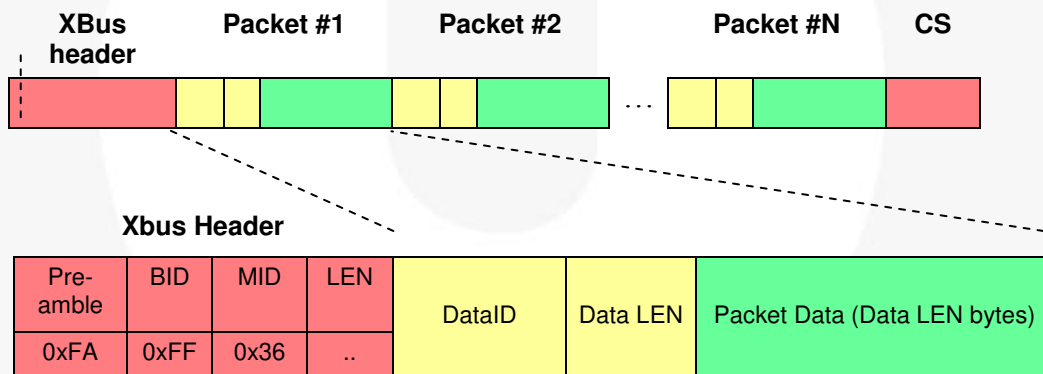 XBus header Packet #1 Packet #2 Packet #N CS
...
Xbus Header
Pre-amble BID MID LEN DataID Data LEN Packet Data (Data LEN bytes)
0xFA 0xFF 0x36 ..